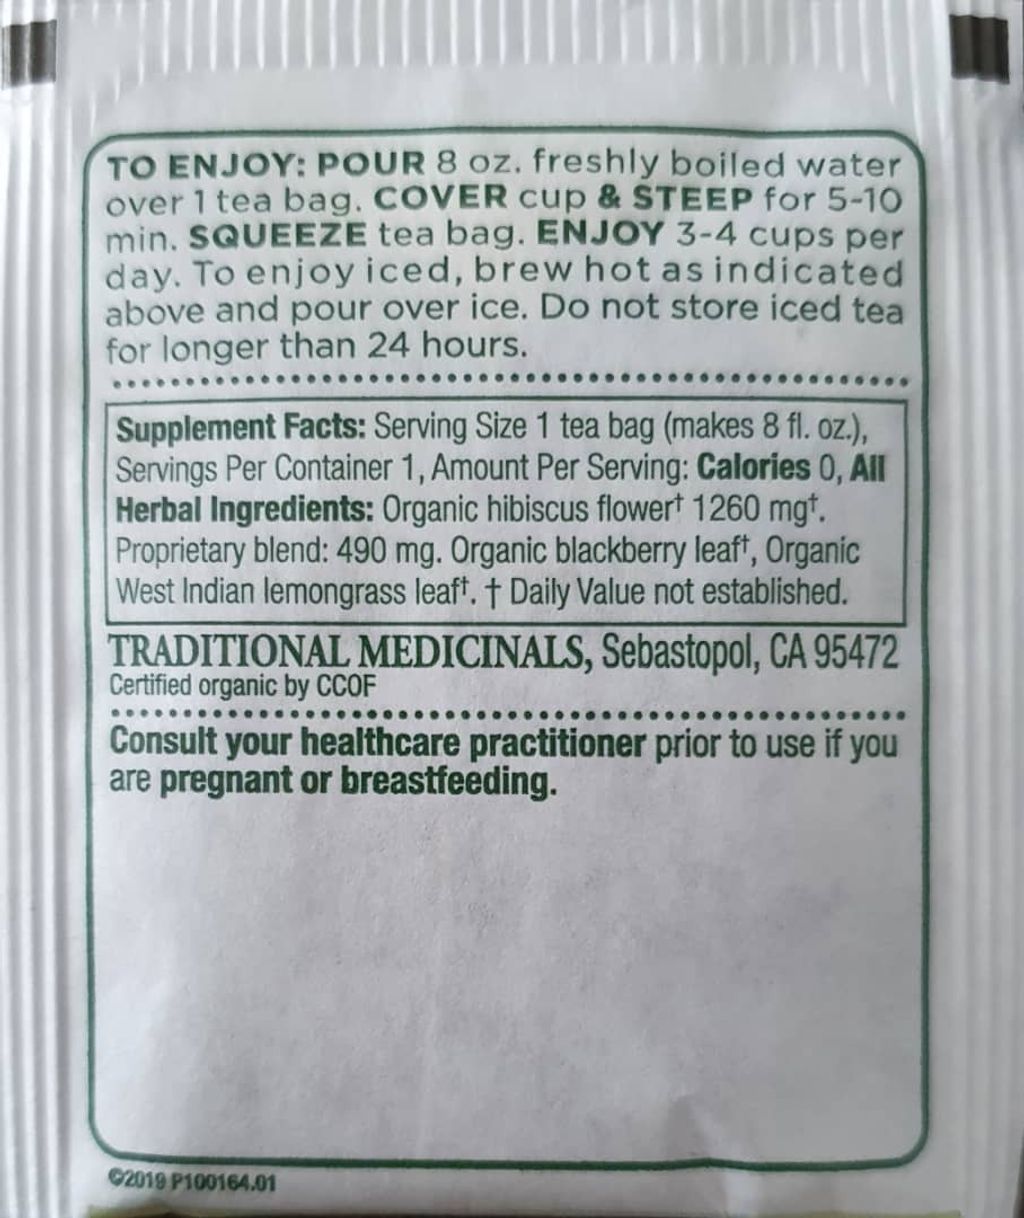 TO ENJOY: POUR 8 oz. freshly boiled water
over 1 tea bag. COVER cup & STEEP for 5-10
min. SQUEEZE tea bag. ENJOY 3-4 cups per
day. To enjoy iced, brew hot as indicated
above and pour over ice. Do not store iced tea
for longer than 24 hours.
Supplement Facts: Serving Size 1 tea bag (makes 8 fl. oz.),
Servings Per Container 1, Amount Per Serving: Calories 0, All
Herbal Ingredients: Organic hibiscus flower† 1260 mg†.
Proprietary blend: 490 mg. Organic blackberry leaf†, Organic
West Indian lemongrass leaf†. † Daily Value not established.
TRADITIONAL MEDICINALS, Sebastopol, CA 95472
Certified organic by CCOF
Consult your healthcare practitioner prior to use if you
are pregnant or breastfeeding.
©2019 P100164.01